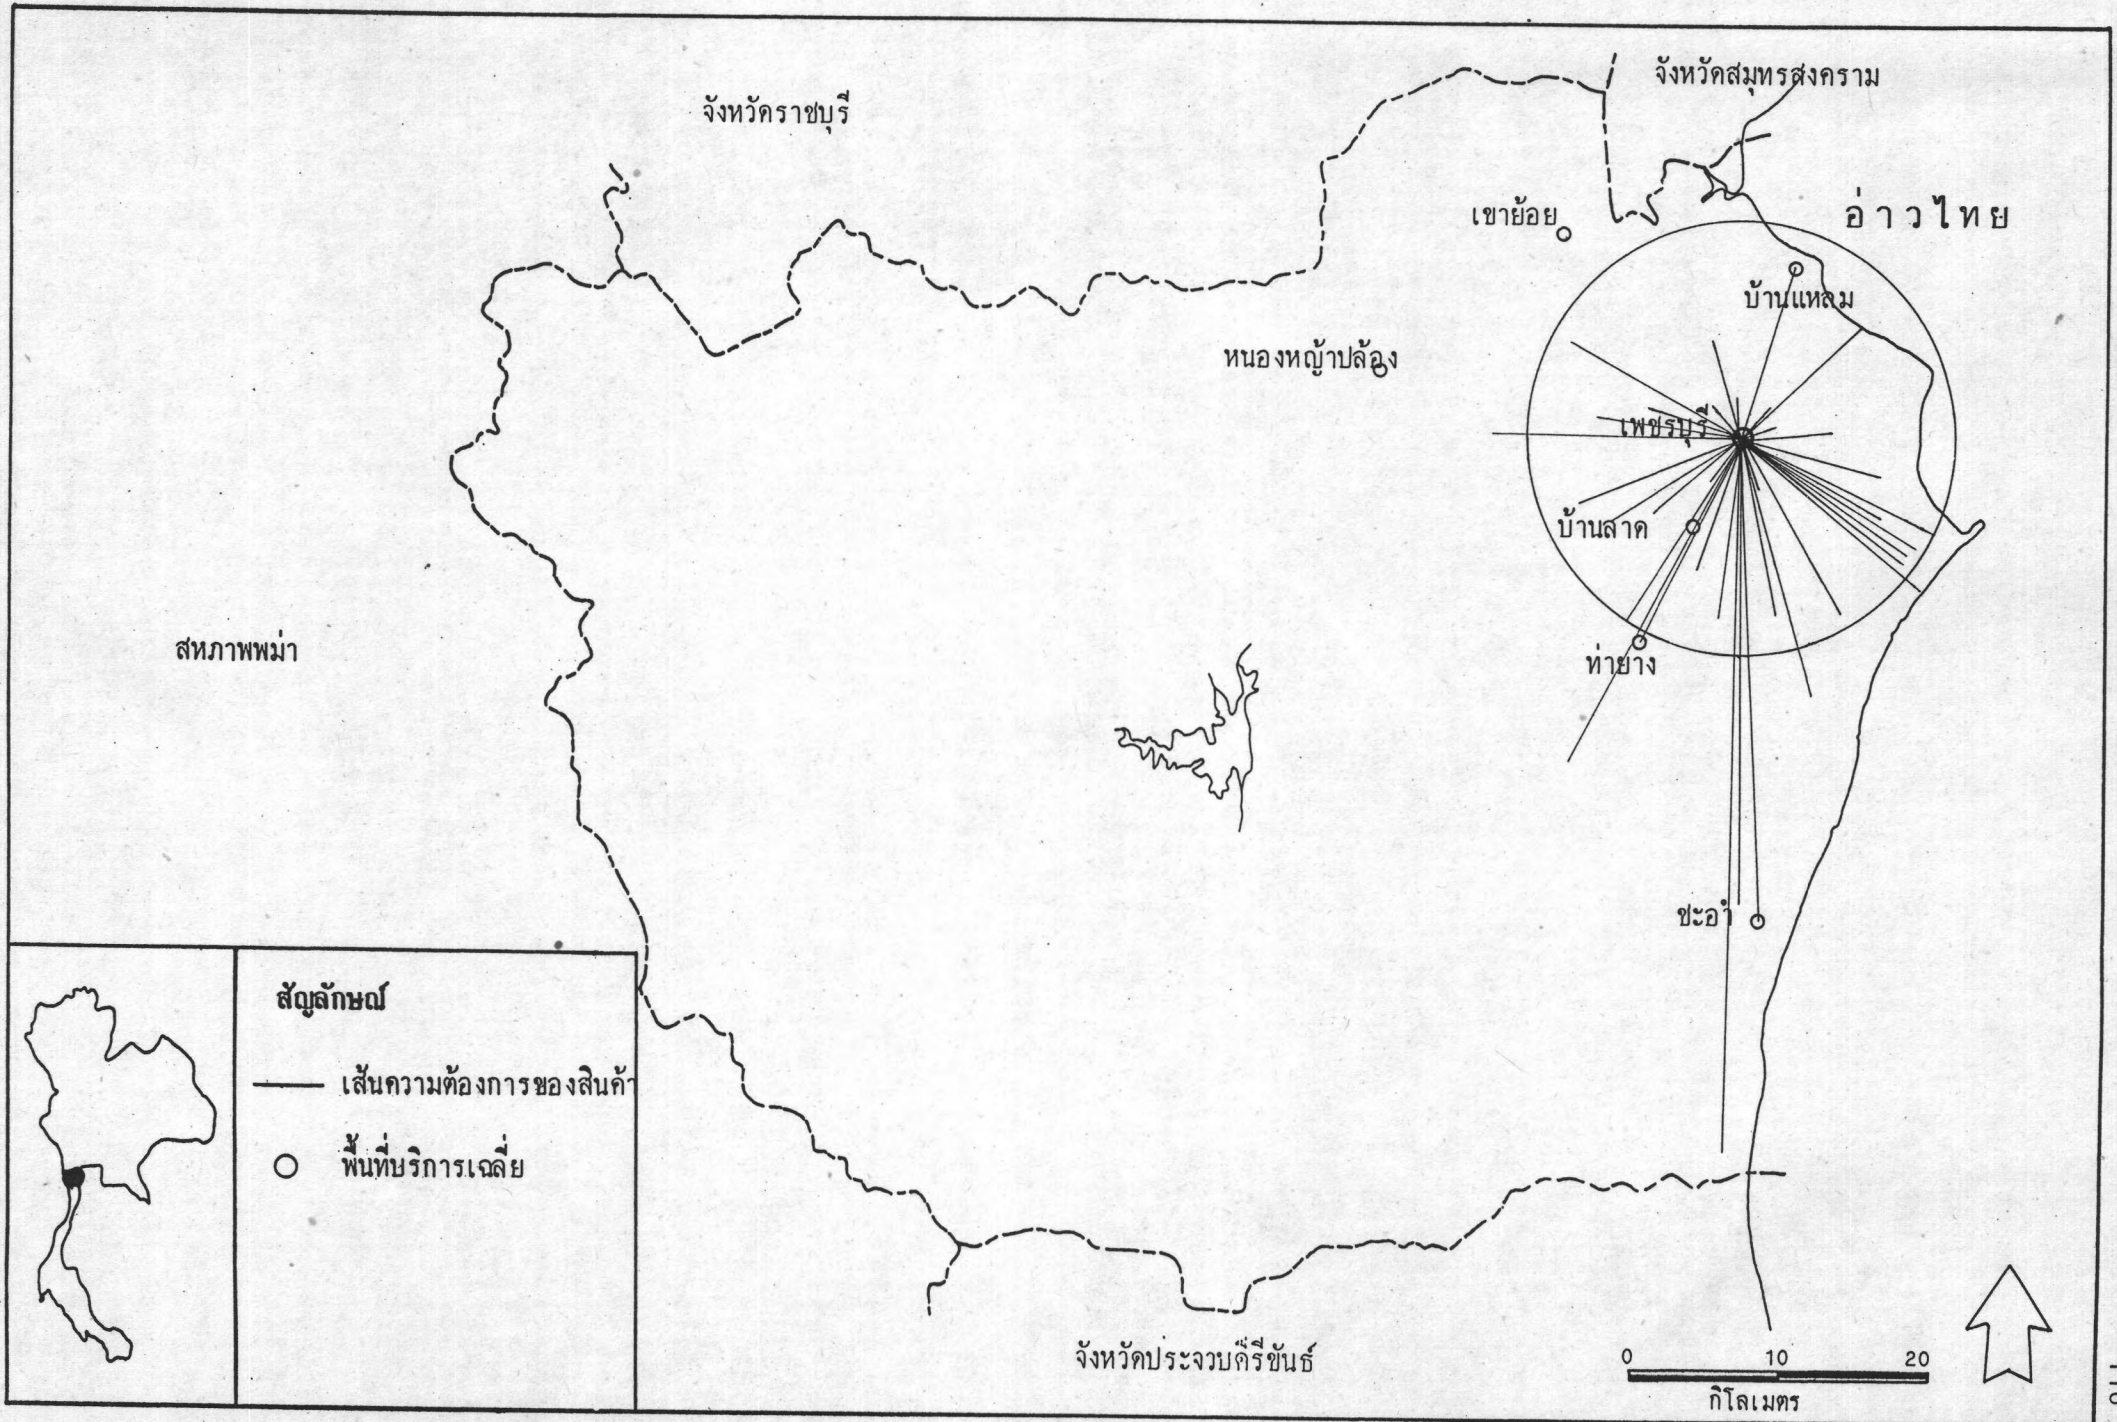 จังหวัดสมุทรสงคราม
จังหวัดราชบุรี
อ่าวไทย
เขาย้อย
บ้านแหลม
หนองหญ้าปล้อง
เพชรบุรี
บ้านลาด
สหภาพพม่า
ท่ายาง
ชะอำ
สัญลักษณ์
เส้นความต้องการของสินค้า
พื้นที่บริการเฉลี่ย
จังหวัดประจวบคีรีขันธ์
0 10 20
กิโลเมตร